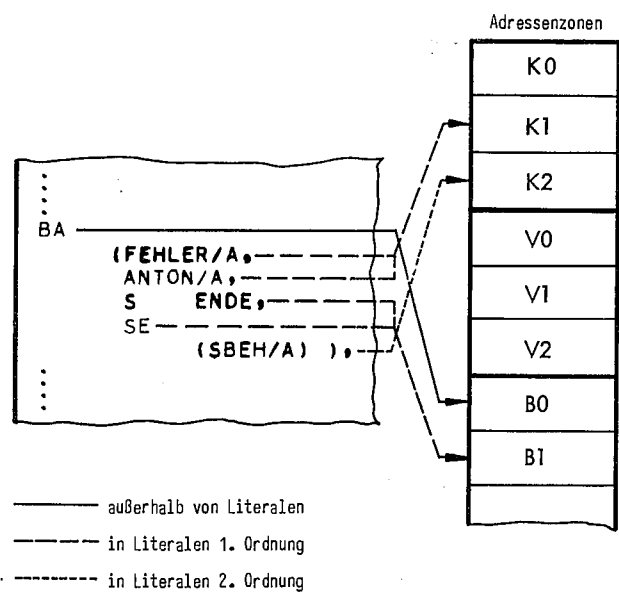 Adressenzonen
K0
K1
K2
V0
V1
V2
B0
B1
BA
(FEHLER/A,
ANTON/A,
S ENDE,
SE
(SBEH/A) ),
außerhalb von Literalen
in Literalen 1. Ordnung
in Literalen 2. Ordnung